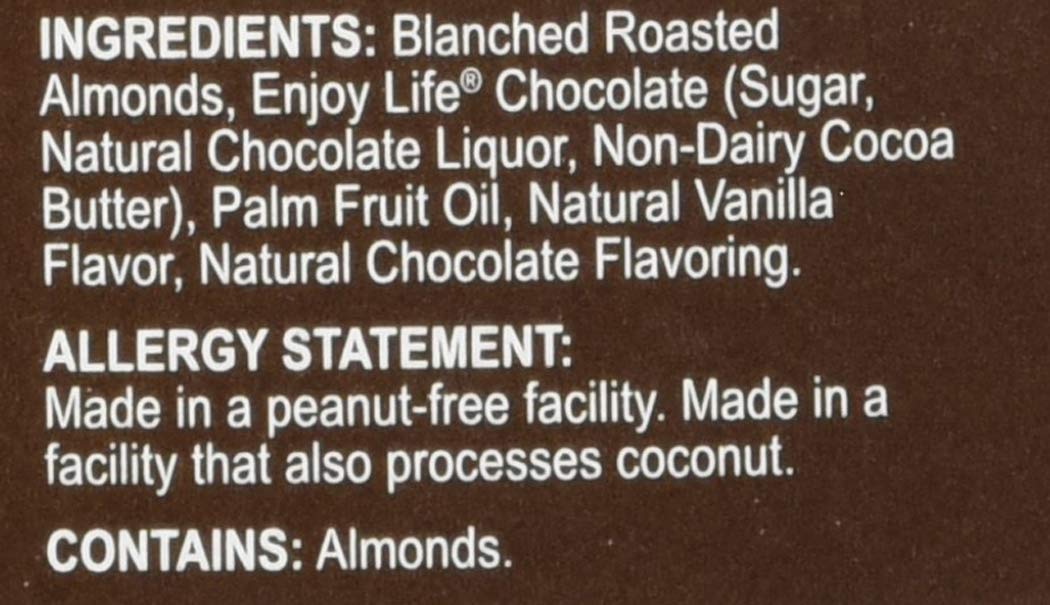 INGREDIENTS: Blanched Roasted
Almonds, Enjoy Life® Chocolate (Sugar,
Natural Chocolate Liquor, Non-Dairy Cocoa
Butter), Palm Fruit Oil, Natural Vanilla
Flavor, Natural Chocolate Flavoring.
ALLERGY STATEMENT:
Made in a peanut-free facility. Made in a
facility that also processes coconut.
CONTAINS: Almonds.